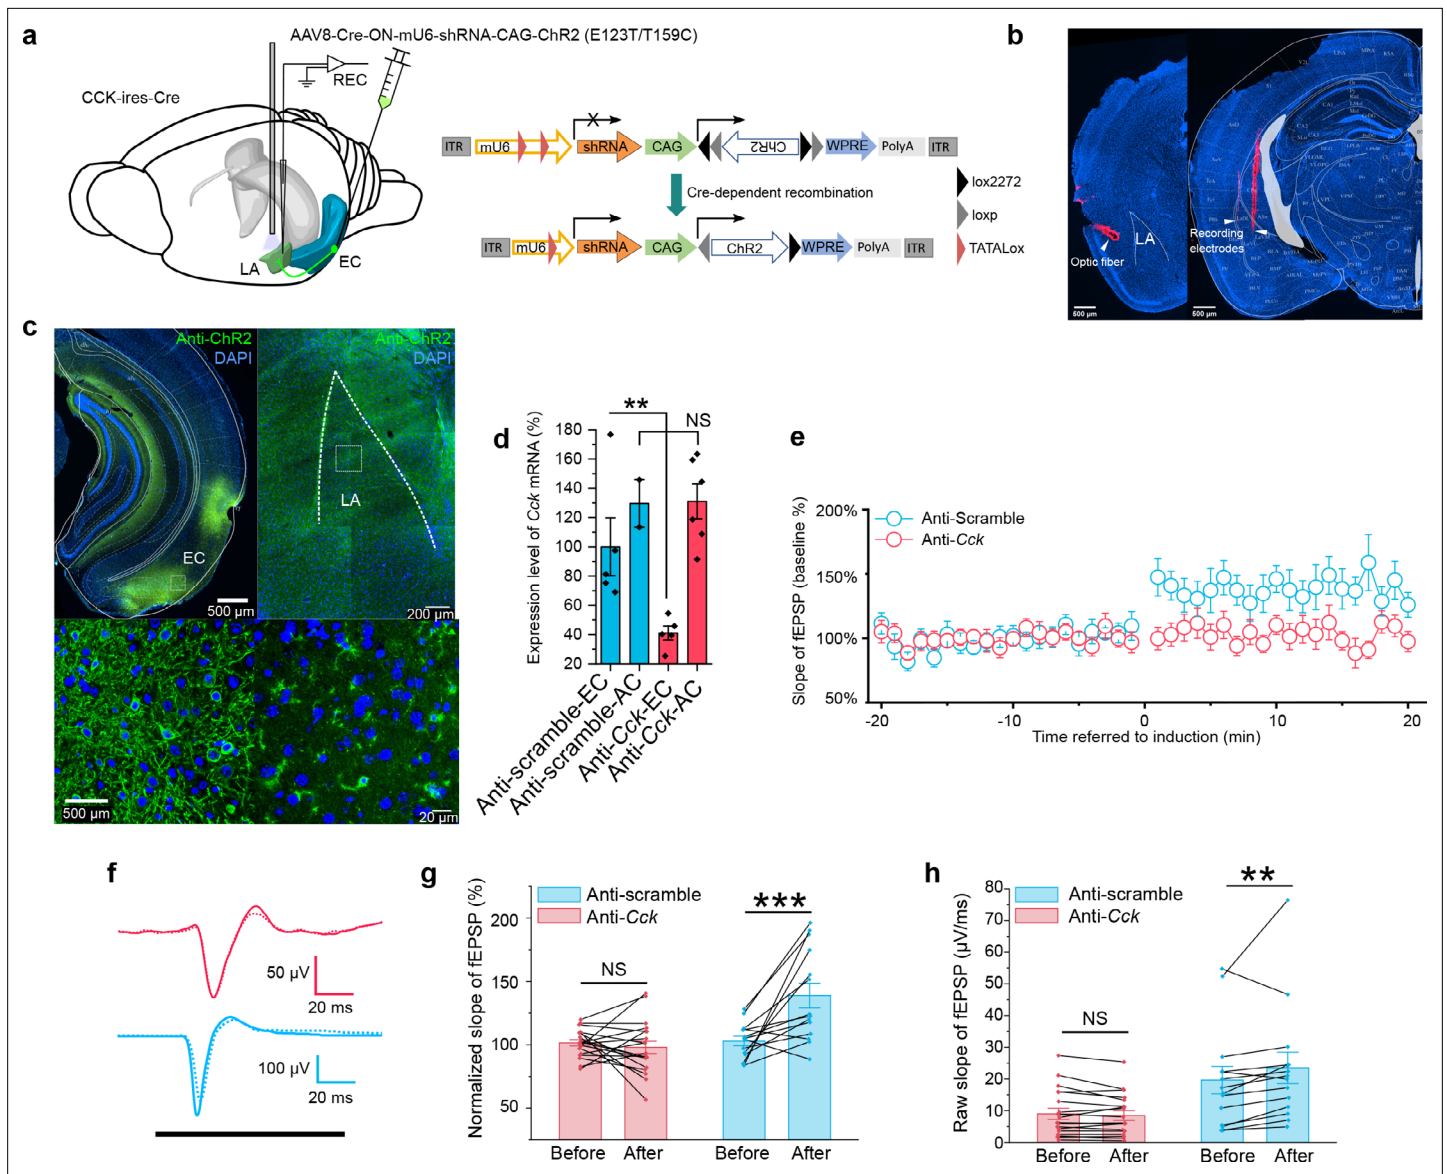 a
AAV8-Cre-ON-mU6-shRNA-CAG-ChR2 (E123T/T159C)
REC
CCK-ires-Cre
LA
EC
ITR
mU6
X
shRNA
CAG
ChR2
WPRE
PolyA
ITR
Cre-dependent recombination
ITR
mU6
shRNA
CAG
ChR2
WPRE
PolyA
ITR
lox2272
loxp
TATALox
b
LA
Optic fiber
Recording
electrodes
500 µm
500 µm
c
Anti-ChR2
DAPI
EC
500 µm
Anti-ChR2
DAPI
LA
200 µm
500 µm
20 µm
d
Expression level of Cck mRNA (%)
**
NS
180
160
140
120
100
80
60
40
20
Anti-scramble-EC
Anti-scramble-AC
Anti-Cck-EC
Anti-Cck-AC
e
Slope of fEPSP (baseline %)
200%
150%
100%
50%
Anti-Scramble
Anti-Cck
-20
-10
0
10
20
Time referred to induction (min)
f
50 µV
20 ms
100 µV
20 ms
g
Normalized slope of fEPSP (%)
Anti-scramble
Anti-Cck
200
150
100
50
NS
***
Before
After
Before
After
h
Raw slope of fEPSP (µV/ms)
Anti-scramble
Anti-Cck
80
70
60
50
40
30
20
10
0
NS
**
Before
After
Before
After